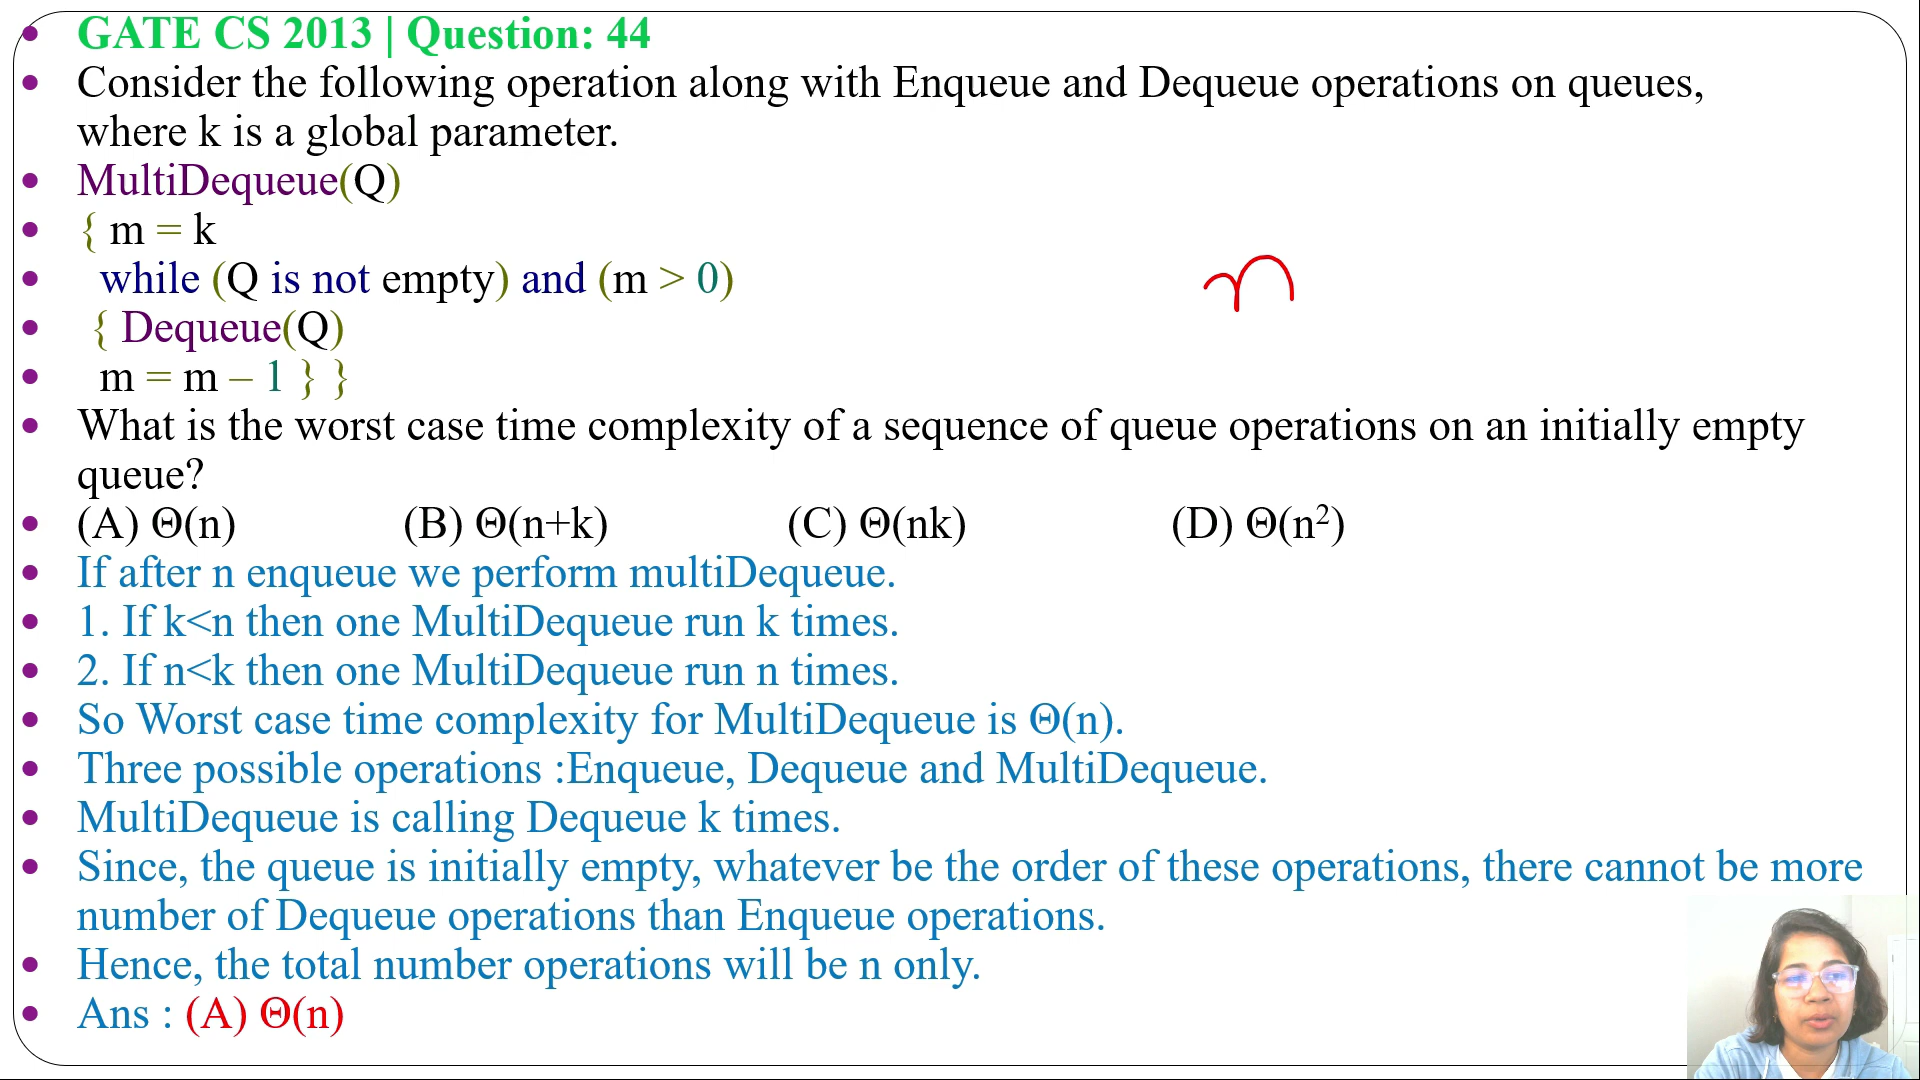 GATE CS 2013 | Question: 44
Consider the following operation along with Enqueue and Dequeue operations on queues,
where k is a global parameter.
MultiDequeue(Q)
{ m = k
while (Q is not empty) and (m > 0)
{ Dequeue(Q)
m = m – 1 } }
What is the worst case time complexity of a sequence of queue operations on an initially empty
queue?
(A) Θ(n) (B) Θ(n+k) (C) Θ(nk) (D) Θ(n²)
If after n enqueue we perform multiDequeue.
1. If k<n then one MultiDequeue run k times.
2. If n<k then one MultiDequeue run n times.
So Worst case time complexity for MultiDequeue is Θ(n).
Three possible operations :Enqueue, Dequeue and MultiDequeue.
MultiDequeue is calling Dequeue k times.
Since, the queue is initially empty, whatever be the order of these operations, there cannot be more
number of Dequeue operations than Enqueue operations.
Hence, the total number operations will be n only.
Ans : (A) Θ(n)